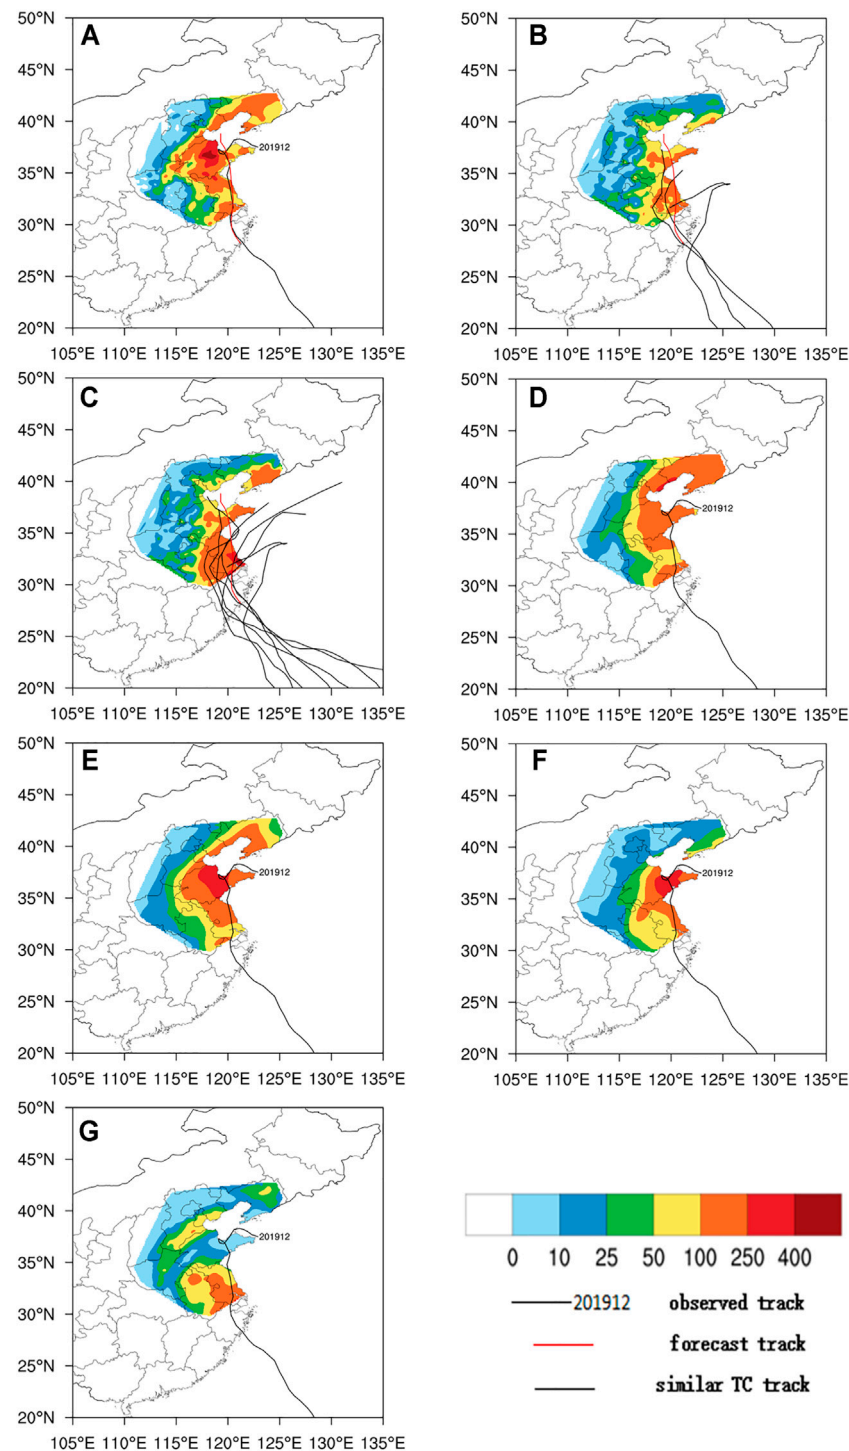 A
50°N
45°N
40°N
35°N
30°N
25°N
20°N
201912
105°E 110°E 115°E 120°E 125°E 135°E
B
50°N
45°N
40°N
35°N
30°N
25°N
20°N
105°E 110°E 115°E 120°E 125°E 130°E 135°E
C
50°N
45°N
40°N
35°N
30°N
25°N
20°N
105°E 110°E 115°E 120°E 125°E 130°E 135°E
D
50°N
45°N
40°N
35°N
30°N
25°N
20°N
201912
105°E 110°E 115°E 120°E 125°E 130°E 135°E
E
50°N
45°N
40°N
35°N
30°N
25°N
20°N
201912
105°E 110°E 115°E 120°E 125°E 130°E 135°E
F
50°N
45°N
40°N
35°N
30°N
25°N
20°N
201912
105°E 110°E 115°E 120°E 125°E 130°E 135°E
G
50°N
45°N
40°N
35°N
30°N
25°N
20°N
201912
105°E 110°E 115°E 120°E 125°E 130°E 135°E
0 10 25 50 100 250 400
201912 observed track
forecast track
similar TC track